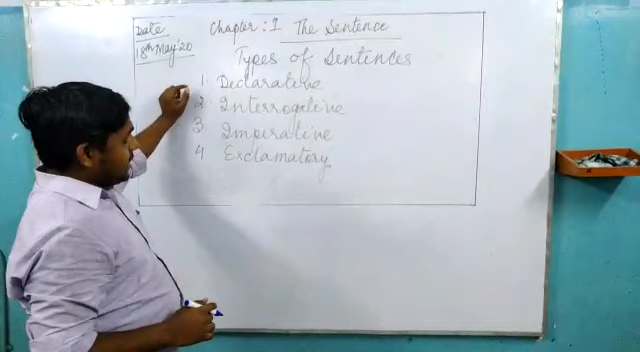 Date
18th May'20
Chapter : 1 The Sentence
Types of Sentences
1. Declarative
2. Interrogative
3 Imperative
4 Exclamatory